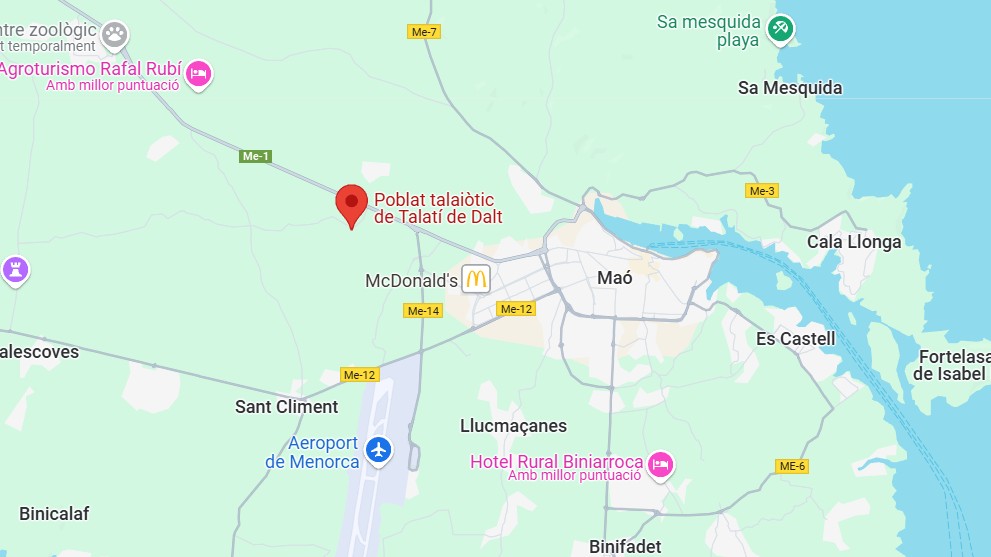 ntre zoològic
t temporalment
Agroturismo Rafal Rubí
Amb millor puntuació
Me-7
Sa mesquida
playa
Sa Mesquida
Me-1
Me-3
Poblat talaiòtic
de Talatí de Dalt
Cala Llonga
McDonald's
Maó
Me-14
Me-12
Es Castell
alescoves
Fortelasa
de Isabel
Me-12
Sant Climent
Llucmaçanes
Aeroport
de Menorca
Hotel Rural Biniarroca
Amb millor puntuació
ME-6
Binicalaf
Binifadet